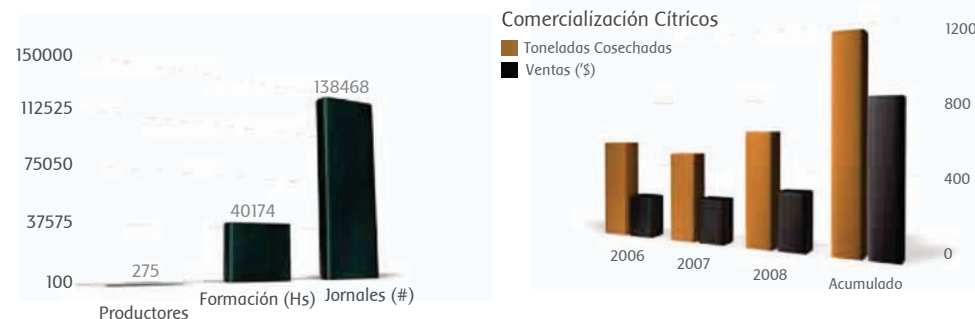 150000
112525
75050
37575
100
138468
40174
275
Productores
Formación (Hs)
Jornales (#)
Comercialización Cítricos
Toneladas Cosechadas
Ventas ('$)
1200
800
400
0
2006
2007
2008
Acumulado